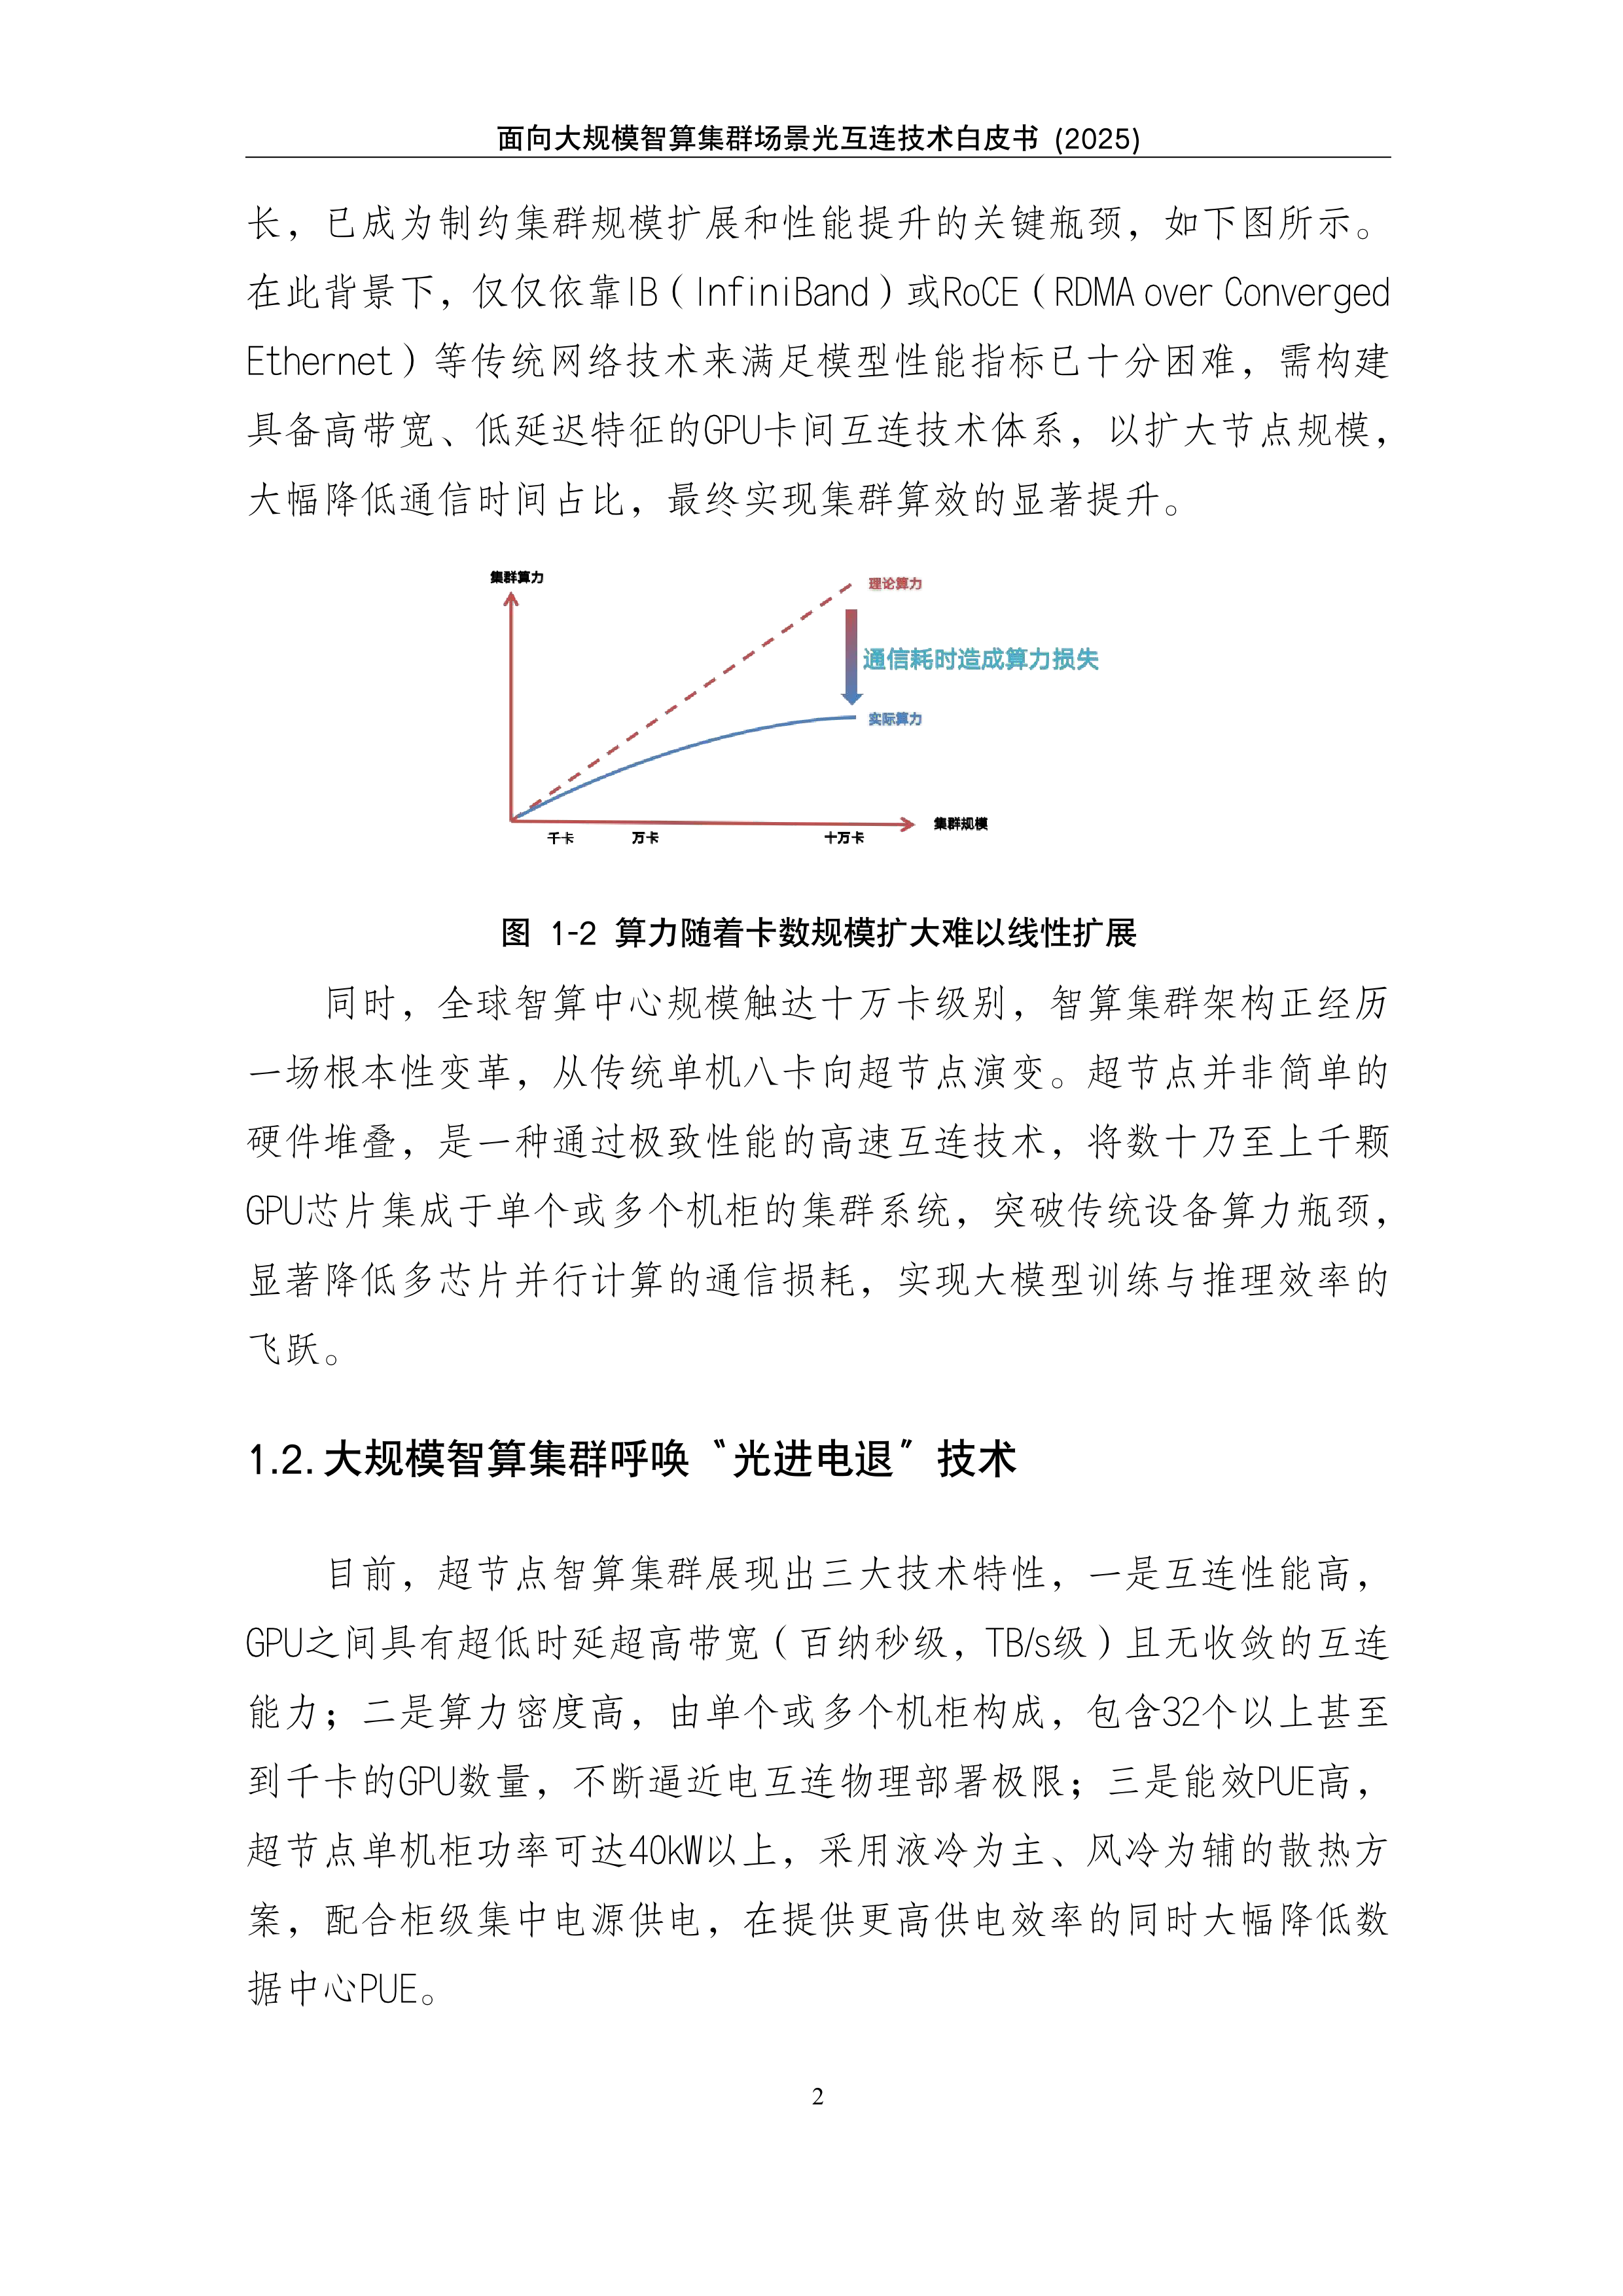 面向大规模智算集群场景光互连技术白皮书 (2025)
长，已成为制约集群规模扩展和性能提升的关键瓶颈，如下图所示。
在此背景下，仅仅依靠IB（InfiniBand）或RoCE（RDMA over Converged
Ethernet）等传统网络技术来满足模型性能指标已十分困难，需构建
具备高带宽、低延迟特征的GPU卡间互连技术体系，以扩大节点规模，
大幅降低通信时间占比，最终实现集群算效的显著提升。
集群算力
理论算力
通信耗时造成算力损失
实际算力
集群规模
千卡
万卡
十万卡
图 1-2 算力随着卡数规模扩大难以线性扩展
同时，全球智算中心规模触达十万卡级别，智算集群架构正经历
一场根本性变革，从传统单机八卡向超节点演变。超节点并非简单的
硬件堆叠，是一种通过极致性能的高速互连技术，将数十乃至上千颗
GPU芯片集成于单个或多个机柜的集群系统，突破传统设备算力瓶颈，
显著降低多芯片并行计算的通信损耗，实现大模型训练与推理效率的
飞跃。
1.2. 大规模智算集群呼唤“光进电退”技术
目前，超节点智算集群展现出三大技术特性，一是互连性能高，
GPU之间具有超低时延超高带宽（百纳秒级，TB/s级）且无收敛的互连
能力；二是算力密度高，由单个或多个机柜构成，包含32个以上甚至
到千卡的GPU数量，不断逼近电互连物理部署极限；三是能效PUE高，
超节点单机柜功率可达40kW以上，采用液冷为主、风冷为辅的散热方
案，配合柜级集中电源供电，在提供更高供电效率的同时大幅降低数
据中心PUE。
2